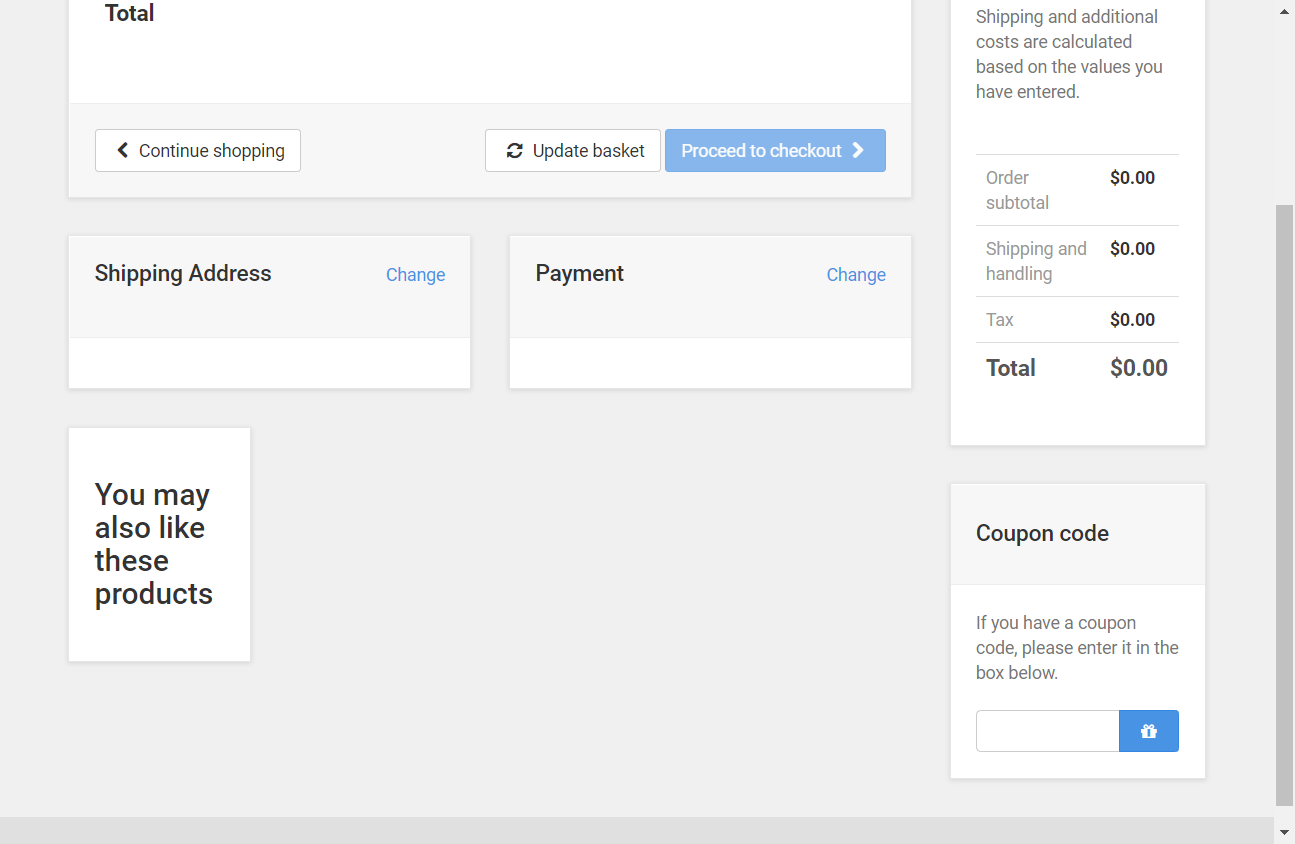 Total
Continue shopping
Update basket
Proceed to checkout
Shipping Address
Change
Payment
Change
You may
also like
these
products
Shipping and additional
costs are calculated
based on the values you
have entered.
Order
subtotal
$0.00
Shipping and
handling
$0.00
Tax
$0.00
Total
$0.00
Coupon code
If you have a coupon
code, please enter it in the
box below.